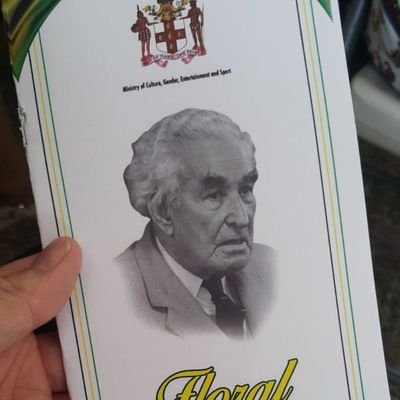 Ministry of Culture, Gender, Entertainment and Sport
Floral